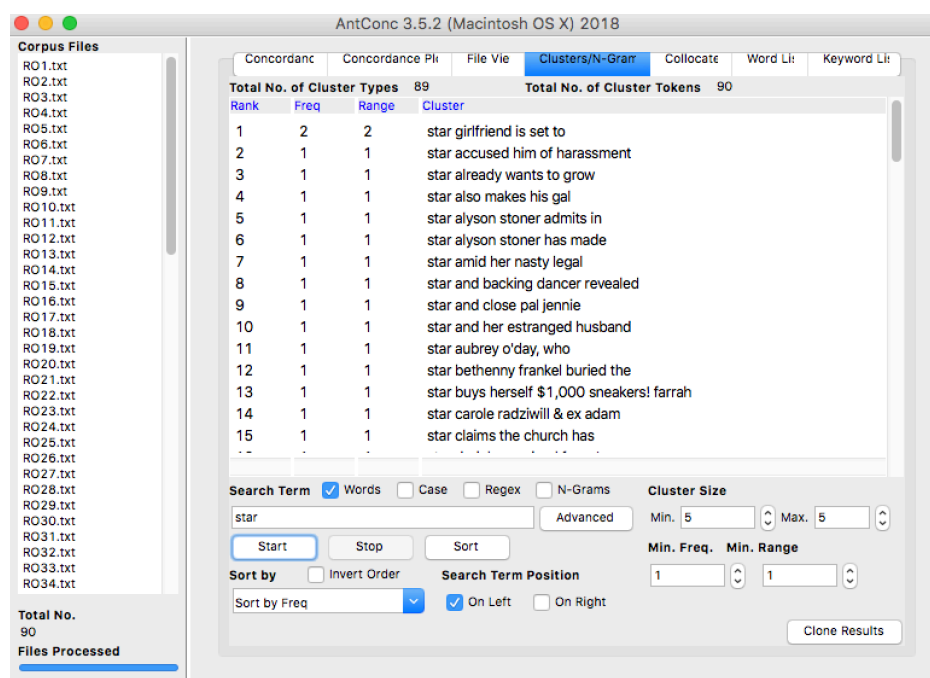 AntConc 3.5.2 (Macintosh OS X) 2018
Corpus Files
RO1.txt
RO2.txt
RO3.txt
RO4.txt
RO5.txt
RO6.txt
RO7.txt
RO8.txt
RO9.txt
RO10.txt
RO11.txt
RO12.txt
RO13.txt
RO14.txt
RO15.txt
RO16.txt
RO17.txt
RO18.txt
RO19.txt
RO20.txt
RO21.txt
RO22.txt
RO23.txt
RO24.txt
RO25.txt
RO26.txt
RO27.txt
RO28.txt
RO29.txt
RO30.txt
RO31.txt
RO32.txt
RO33.txt
RO34.txt
Total No.
90
Files Processed
Concordanc Concordance Plo File Vie Clusters/N-Gram Collocate Word Lis Keyword Lis
Total No. of Cluster Types 89 Total No. of Cluster Tokens 90
Rank Freq Range Cluster
1 2 2 star girlfriend is set to
2 1 1 star accused him of harassment
3 1 1 star already wants to grow
4 1 1 star also makes his gal
5 1 1 star alyson stoner admits in
6 1 1 star alyson stoner has made
7 1 1 star amid her nasty legal
8 1 1 star and backing dancer revealed
9 1 1 star and close pal jennie
10 1 1 star and her estranged husband
11 1 1 star aubrey o'day, who
12 1 1 star bethenny frankel buried the
13 1 1 star buys herself $1,000 sneakers! farrah
14 1 1 star carole radziwill & ex adam
15 1 1 star claims the church has
Search Term Words Case Regex N-Grams Cluster Size
star Advanced Min. 5 Max. 5
Start Stop Sort Min. Freq. Min. Range
Sort by Invert Order Search Term Position 1 1
Sort by Freq On Left On Right
Clone Results